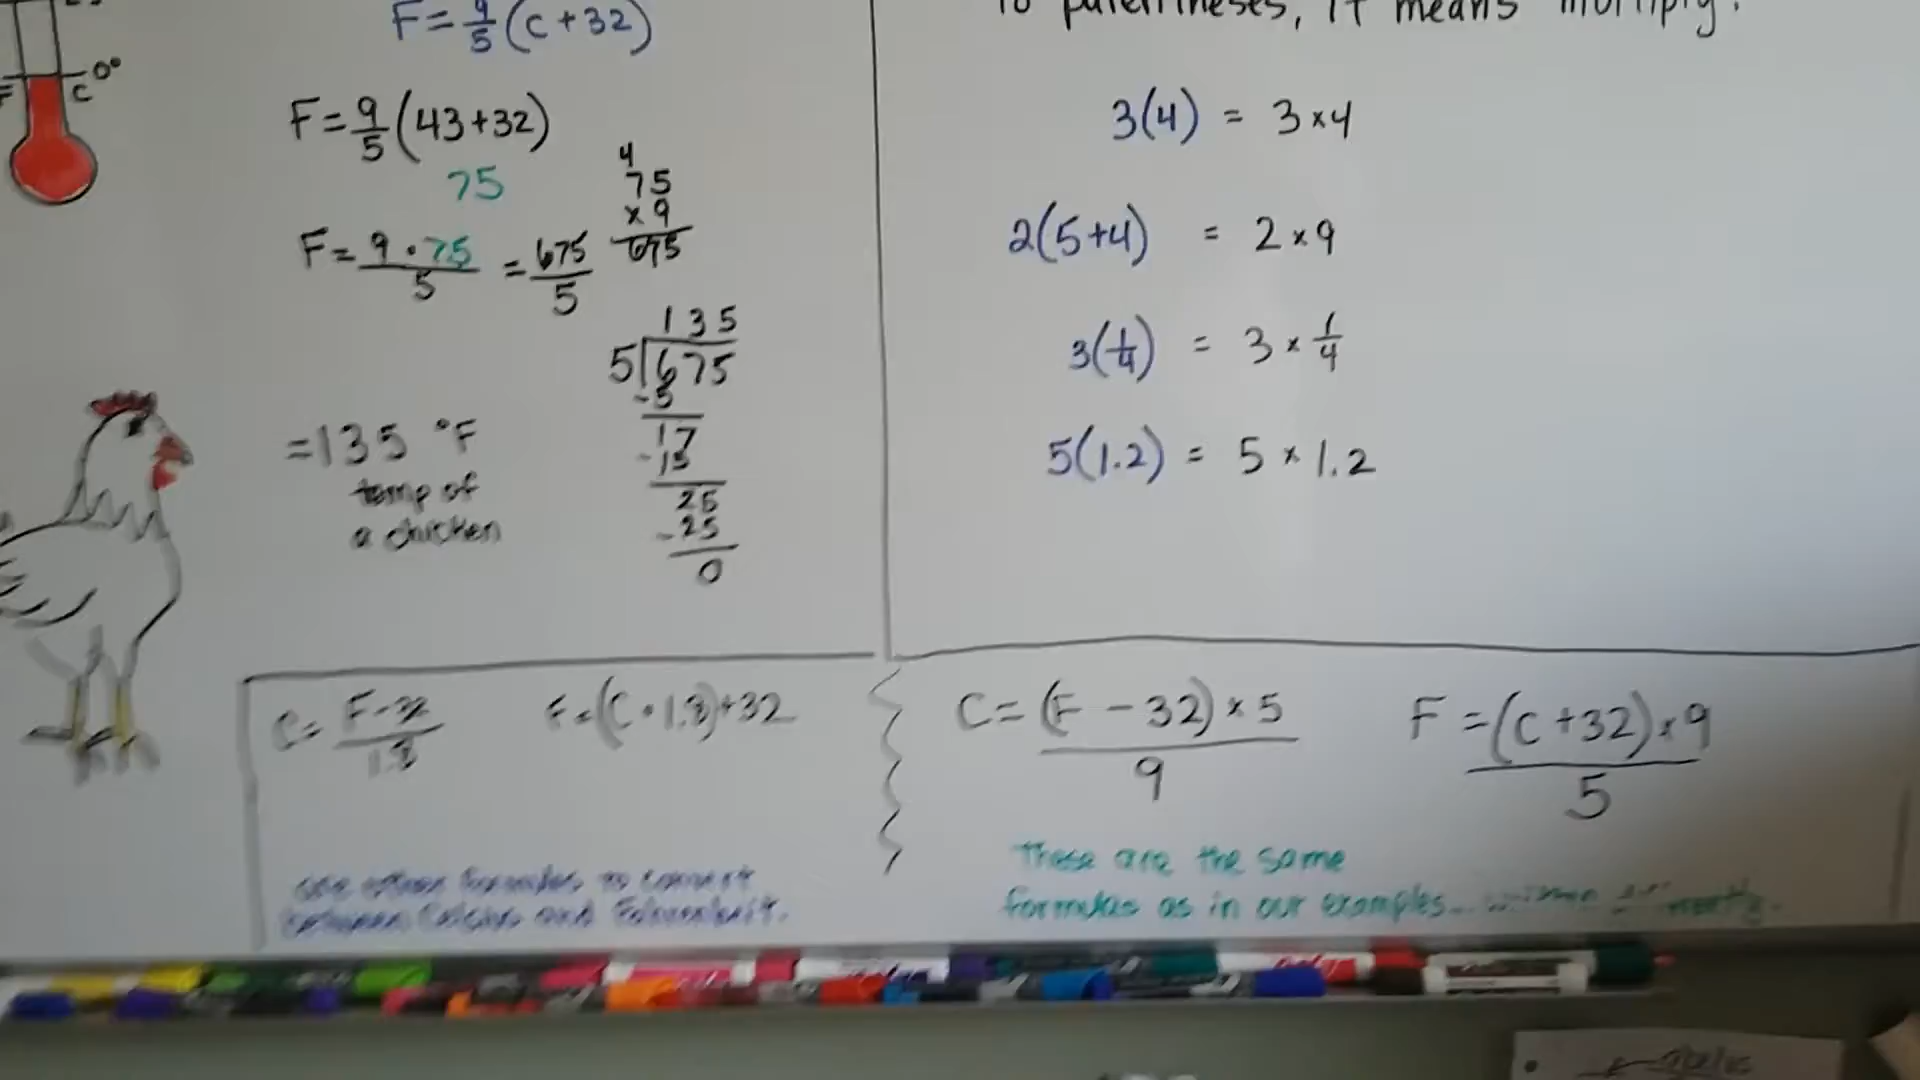 F = 9/5 (C + 32)
F = 9/5 (43+32)
75
F = 9 · 75 / 5 = 675 / 5
4
75
x 9
675
135
5 675
-5
17
-15
25
-25
0
= 135 °F
temp of
a chicken
0°
F C
to parentheses, it means multiply.
3(4) = 3 x 4
2(5+4) = 2 x 9
3(1/4) = 3 x 1/4
5(1.2) = 5 x 1.2
C = F - 32 / 1.8
F = (C · 1.8) + 32
between Celsius and
C = (F - 32) x 5 / 9
F = (C + 32) x 9 / 5
These are the same
formulas as in our examples...